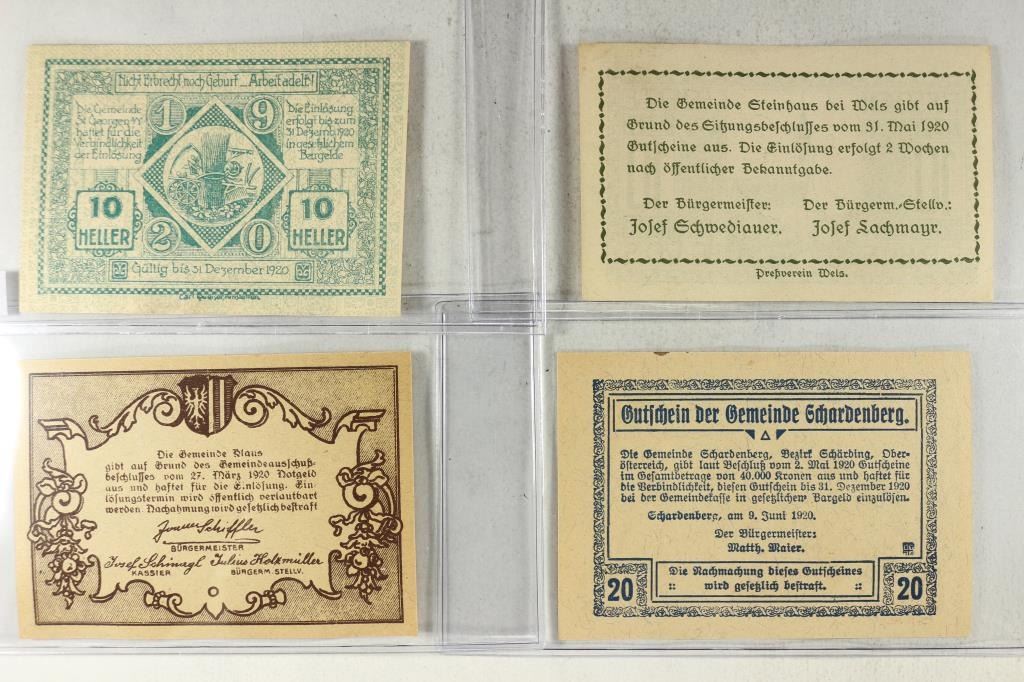 Nicht Erbrecht noch Geburt _ Arbeit adelt!
Die Gemeinde
St Georgen a/Y
haftet für die
Verbindlichkeit
der Einlösung
19
Die Einlösung
erfolgt bis zum
31 Dezemb. 1920
in gesetzlichem
Bargelde
10
HELLER
10
HELLER
20
Gültig bis 31 Dezember 1920
Die Gemeinde Steinhaus bei Wels gibt auf
Grund des Sitzungsbeschlusses vom 31. Mai 1920
Gutscheine aus. Die Einlösung erfolgt 2 Wochen
nach öffentlicher Bekanntgabe.
Der Bürgermeister: Der Bürgerm.-Stellv.:
Josef Schwediauer. Josef Lachmayr.
Preßverein Wels.
Die Gemeinde Klaus
gibt auf Grund des Gemeindeausschuß-
beschlusses vom 27. März 1920 Notgeld
aus und haftet für die Einlösung. Ein-
lösungstermin wird öffentlich verlautbart
werden. Nachahmung wird gesetzlich bestraft
Schiffler
BÜRGERMEISTER
Josef Schinagl Julius Holzmüller
KASSIER BÜRGERM. STELLV.
Gutschein der Gemeinde Schardenberg.
Die Gemeinde Schardenberg, Bezirk Schärding, Ober-
österreich, gibt laut Beschluß vom 2. Mai 1920 Gutscheine
im Gesamtbetrage von 40.000 Kronen aus und haftet für
die Verbindlichkeit, diesen Gutschein bis 31. Dezember 1920
bei der Gemeindekasse in gesetzlichem Bargeld einzulösen.
Schardenberg, am 9. Juni 1920.
Der Bürgermeister:
Matth. Maier.
Die Nachmachung dieses Gutscheines
:: wird gesetzlich bestraft. ::
20
20